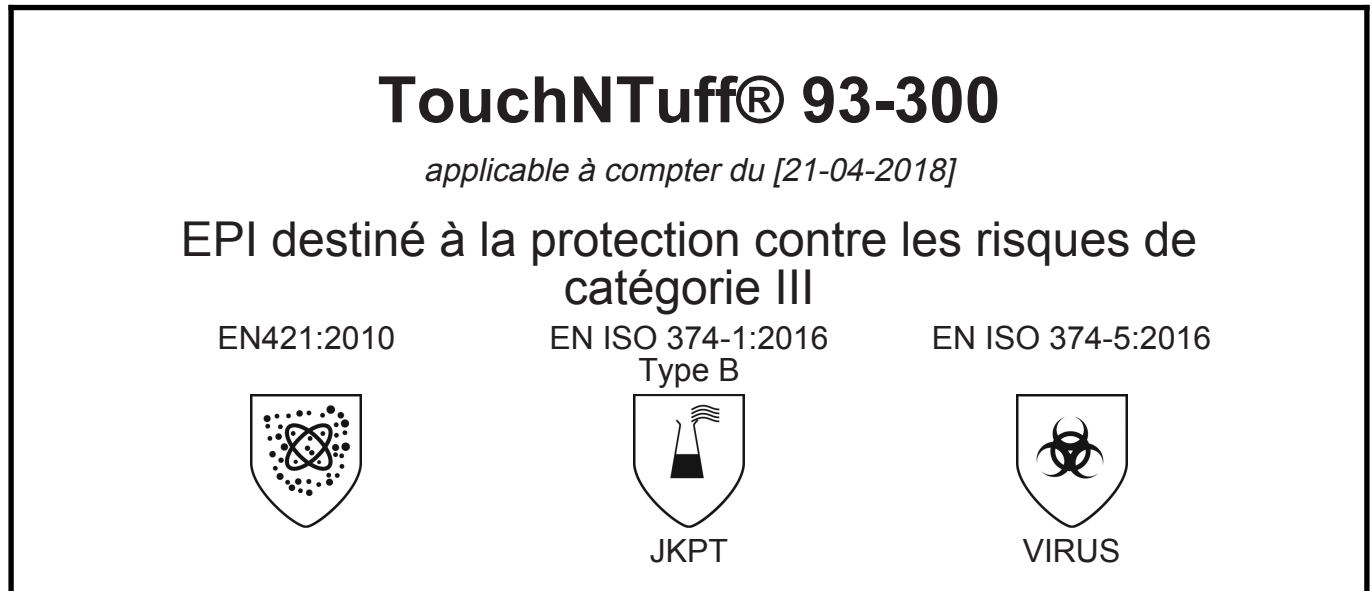 TouchNTuff® 93-300
applicable à compter du [21-04-2018]
EPI destiné à la protection contre les risques de
catégorie III
EN421:2010
EN ISO 374-1:2016
Type B
EN ISO 374-5:2016
JKPT
VIRUS